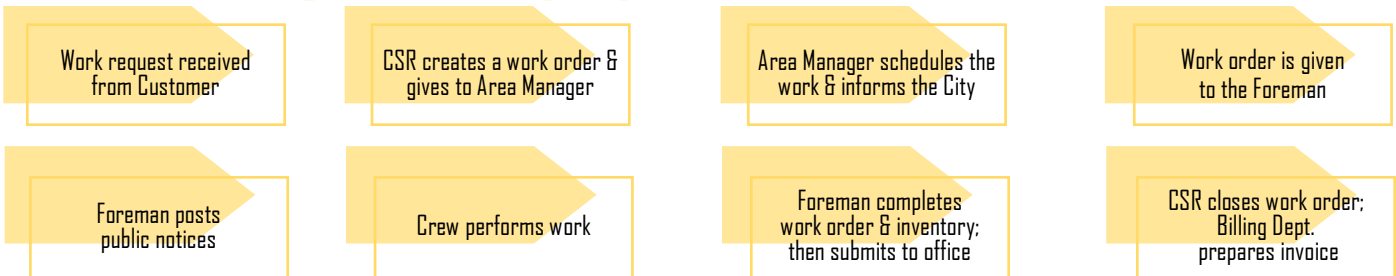 Work request received
from Customer
CSR creates a work order &
gives to Area Manager
Area Manager schedules the
work & informs the City
Work order is given
to the Foreman
Foreman posts
public notices
Crew performs work
Foreman completes
work order & inventory;
then submits to office
CSR closes work order;
Billing Dept.
prepares invoice